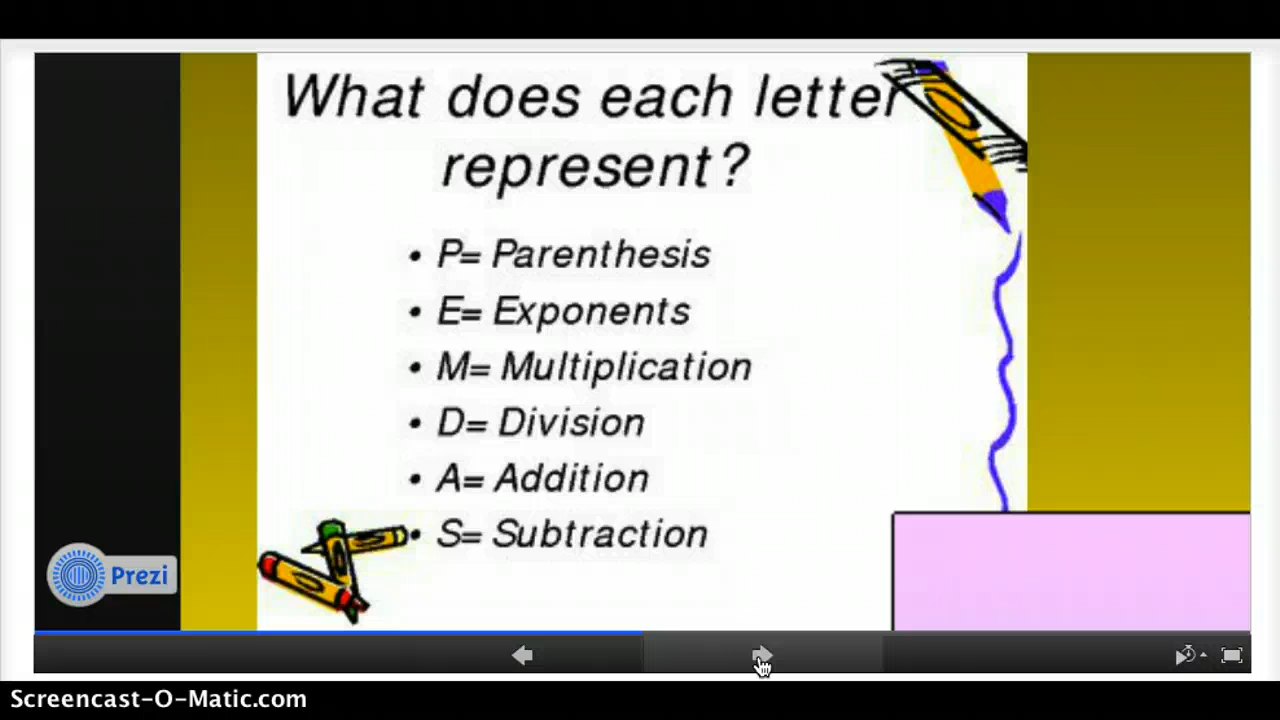 What does each letter
represent?
• P= Parenthesis
• E= Exponents
• M= Multiplication
• D= Division
• A= Addition
• S= Subtraction
Prezi
Screencast-O-Matic.com